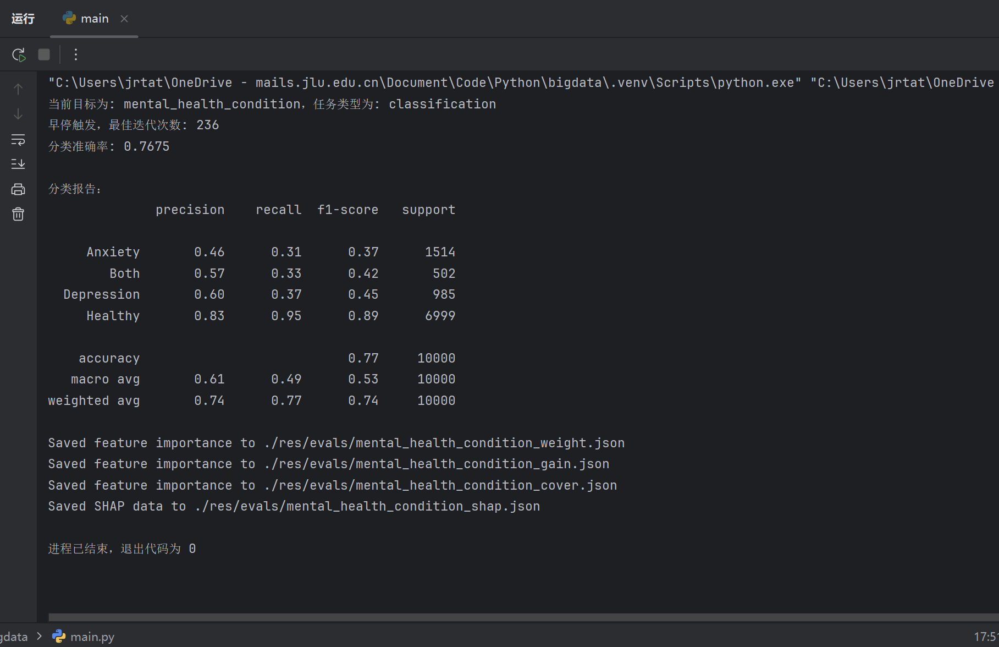 运行 main
"C:\Users\jrtat\OneDrive - mails.jlu.edu.cn\Document\Code\Python\bigdata\.venv\Scripts\python.exe" "C:\Users\jrtat\OneDrive
当前目标为: mental_health_condition，任务类型为: classification
早停触发，最佳迭代次数: 236
分类准确率: 0.7675
分类报告:
precision recall f1-score support
Anxiety 0.46 0.31 0.37 1514
Both 0.57 0.33 0.42 502
Depression 0.60 0.37 0.45 985
Healthy 0.83 0.95 0.89 6999
accuracy 0.77 10000
macro avg 0.61 0.49 0.53 10000
weighted avg 0.74 0.77 0.74 10000
Saved feature importance to ./res/evals/mental_health_condition_weight.json
Saved feature importance to ./res/evals/mental_health_condition_gain.json
Saved feature importance to ./res/evals/mental_health_condition_cover.json
Saved SHAP data to ./res/evals/mental_health_condition_shap.json
进程已结束，退出代码为 0
gdata > main.py 17:5